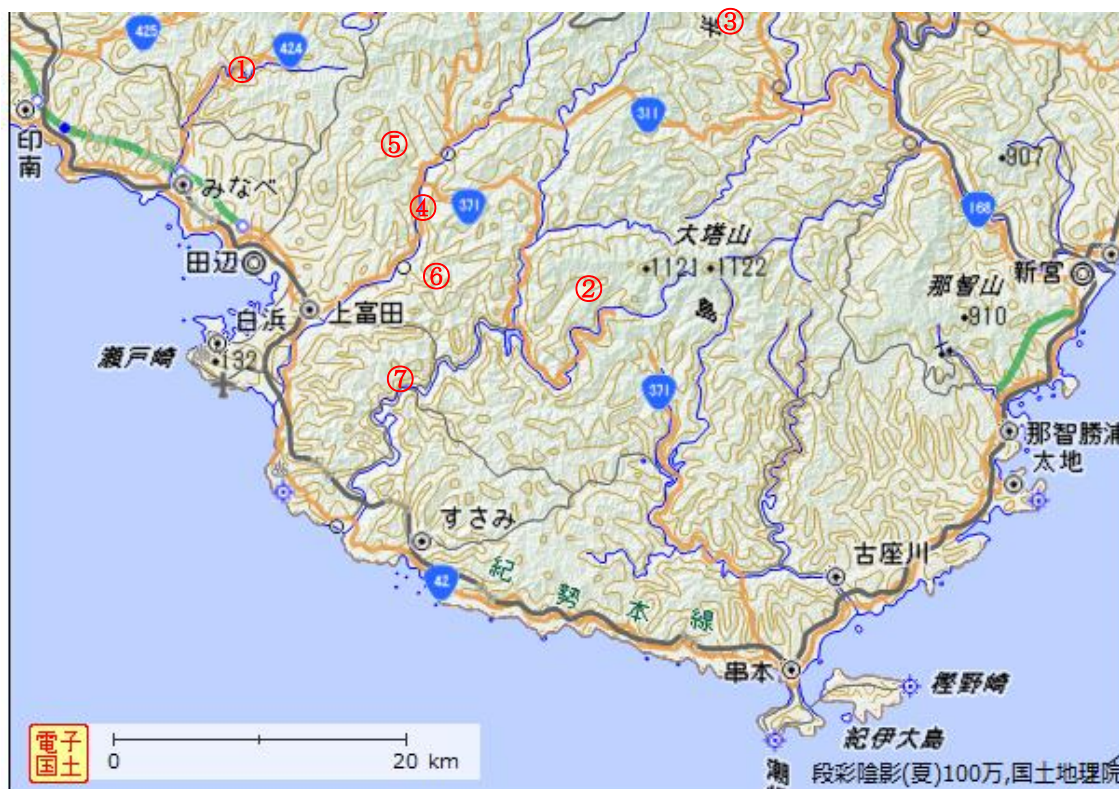 ③
425
424
①
印南
311
⑤
907
みなべ
④
371
168
大塔山
田辺
⑥
1121
1122
新宮
②
那智山
白浜
上富田
910
瀬戸崎
132
⑦
371
那智勝浦
太地
すさみ
古座川
42
紀勢本線
串本
樫野崎
紀伊大島
電子
国土
0
20 km
潮
段彩陰影(夏)100万,国土地理院